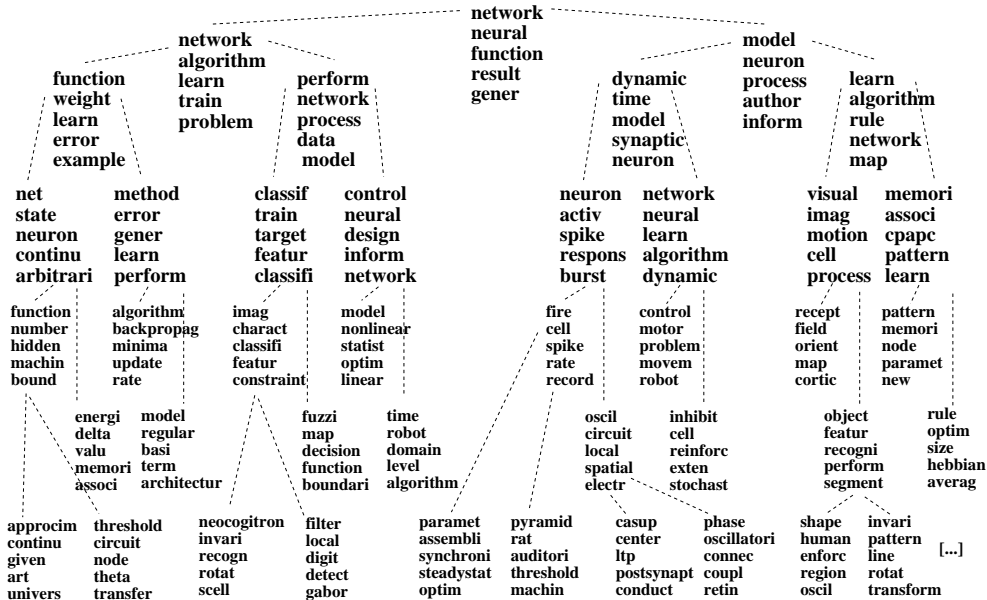 network
neural
function
result
gener
network
algorithm
learn
train
problem
model
neuron
process
author
inform
function
weight
learn
error
example
perform
network
process
data
model
dynamic
time
model
synaptic
neuron
learn
algorithm
rule
network
map
net
state
neuron
continu
arbitrari
method
error
gener
learn
perform
classif
train
target
featur
classifi
control
neural
design
inform
network
neuron
activ
spike
respons
burst
network
neural
learn
algorithm
dynamic
visual
imag
motion
cell
process
memori
associ
cpapc
pattern
learn
function
number
hidden
machin
bound
algorithm
backpropag
minima
update
rate
imag
charact
classifi
featur
constraint
model
nonlinear
statist
optim
linear
fire
cell
spike
rate
record
control
motor
problem
movem
robot
recept
field
orient
map
cortic
pattern
memori
node
paramet
new
energi
delta
valu
memori
associ
model
regular
basi
term
architectur
fuzzi
map
decision
function
boundari
time
robot
domain
level
algorithm
oscil
circuit
local
spatial
electr
inhibit
cell
reinforc
exten
stochast
object
featur
recogni
perform
segment
rule
optim
size
hebbian
averag
approcim
continu
given
art
univers
threshold
circuit
node
theta
transfer
neocogitron
invari
recogn
rotat
scell
filter
local
digit
detect
gabor
paramet
assembli
synchroni
steadystat
optim
pyramid
rat
auditori
threshold
machin
casup
center
ltp
postsynapt
conduct
phase
oscillatori
connec
coupl
retin
shape
human
enforc
region
oscil
invari
pattern
line
rotat
transform
[...]